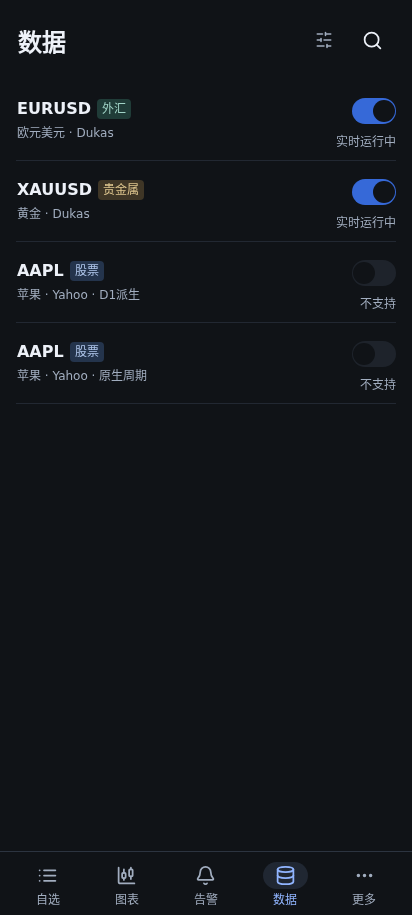 数据
EURUSD 外汇
欧元美元 · Dukas
实时运行中
XAUUSD 贵金属
黄金 · Dukas
实时运行中
AAPL 股票
苹果 · Yahoo · D1派生
不支持
AAPL 股票
苹果 · Yahoo · 原生周期
不支持
自选 图表 告警 数据 更多